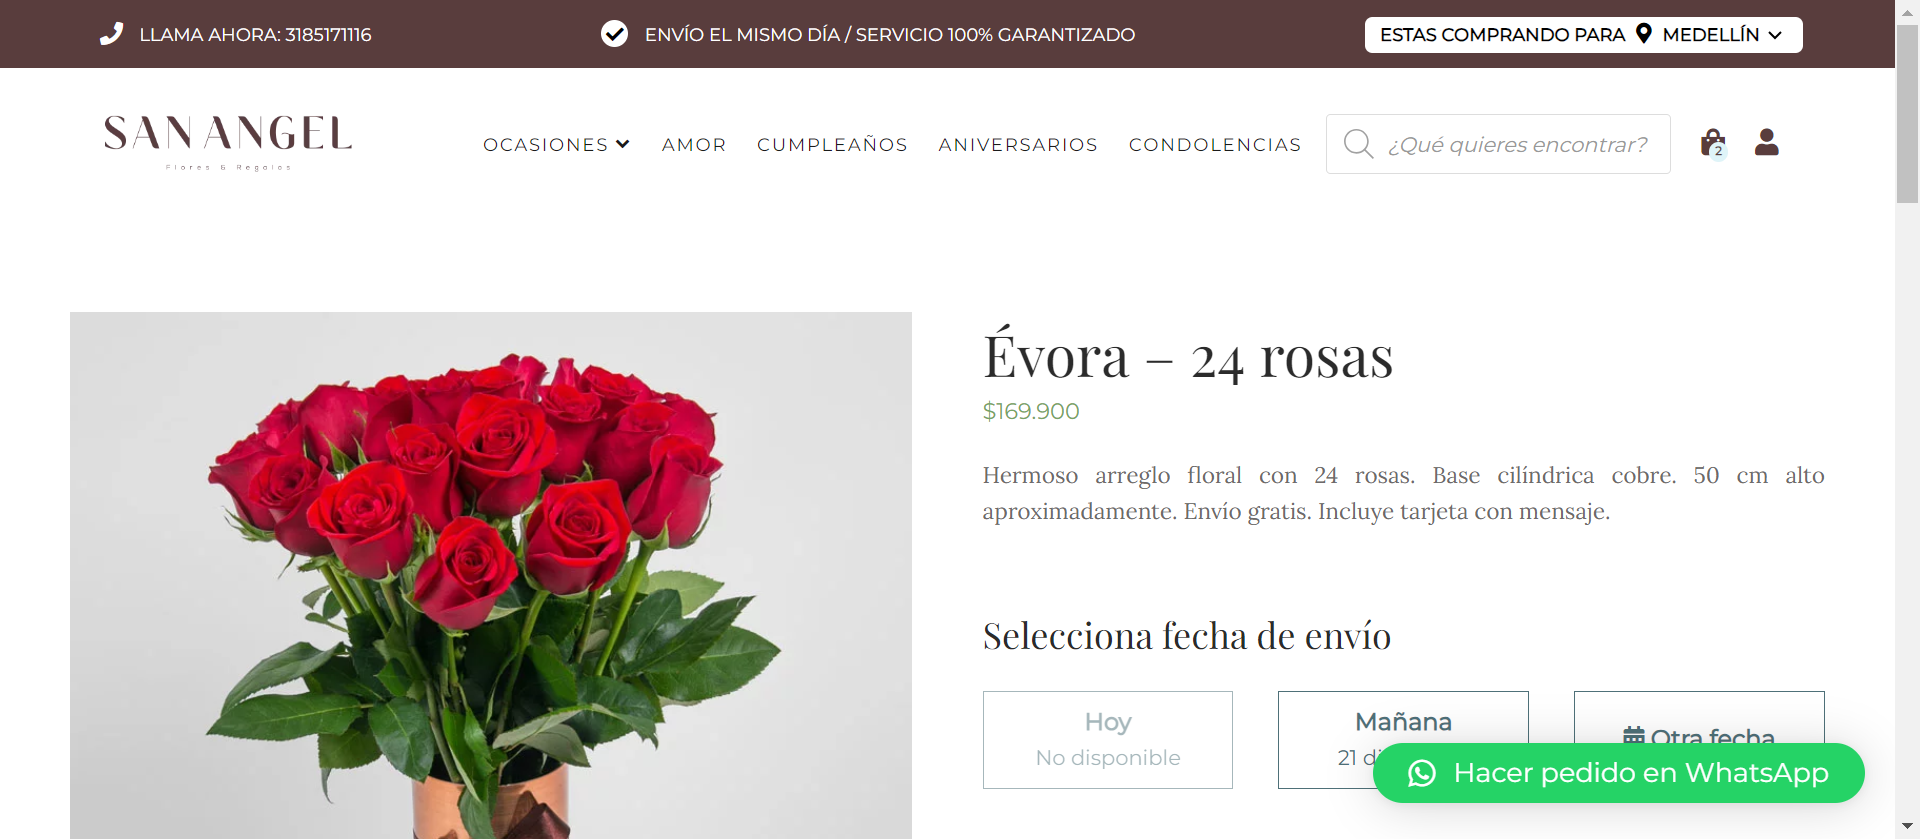 LLAMA AHORA: 3185171116
ENVÍO EL MISMO DÍA / SERVICIO 100% GARANTIZADO
ESTAS COMPRANDO PARA MEDELLÍN
SAN ANGEL
Flores & Regalos
OCASIONES
AMOR
CUMPLEAÑOS
ANIVERSARIOS
CONDOLENCIAS
¿Qué quieres encontrar?
2
Évora – 24 rosas
$169.900
Hermoso arreglo floral con 24 rosas. Base cilíndrica cobre. 50 cm alto
aproximadamente. Envío gratis. Incluye tarjeta con mensaje.
Selecciona fecha de envío
Hoy
No disponible
Mañana
21
Otra fecha
Hacer pedido en WhatsApp